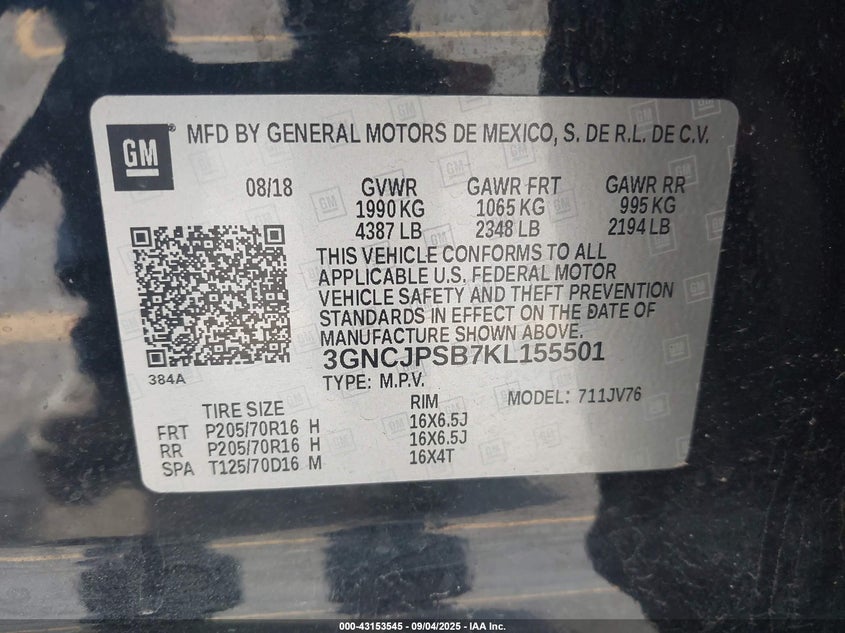 GM
MFD BY GENERAL MOTORS DE MEXICO, S. DE R.L. DE C.V.
08/18 GVWR GAWR FRT GAWR RR
1990 KG 1065 KG 995 KG
4387 LB 2348 LB 2194 LB
THIS VEHICLE CONFORMS TO ALL
APPLICABLE U.S. FEDERAL MOTOR
VEHICLE SAFETY AND THEFT PREVENTION
STANDARDS IN EFFECT ON THE DATE OF
MANUFACTURE SHOWN ABOVE.
3GNCJPSB7KL155501
384A
TYPE: M.P.V. MODEL: 711JV76
TIRE SIZE RIM
FRT P205/70R16 H 16X6.5J
RR P205/70R16 H 16X6.5J
SPA T125/70D16 M 16X4T
000-43153545 - 09/04/2025 - IAA Inc.